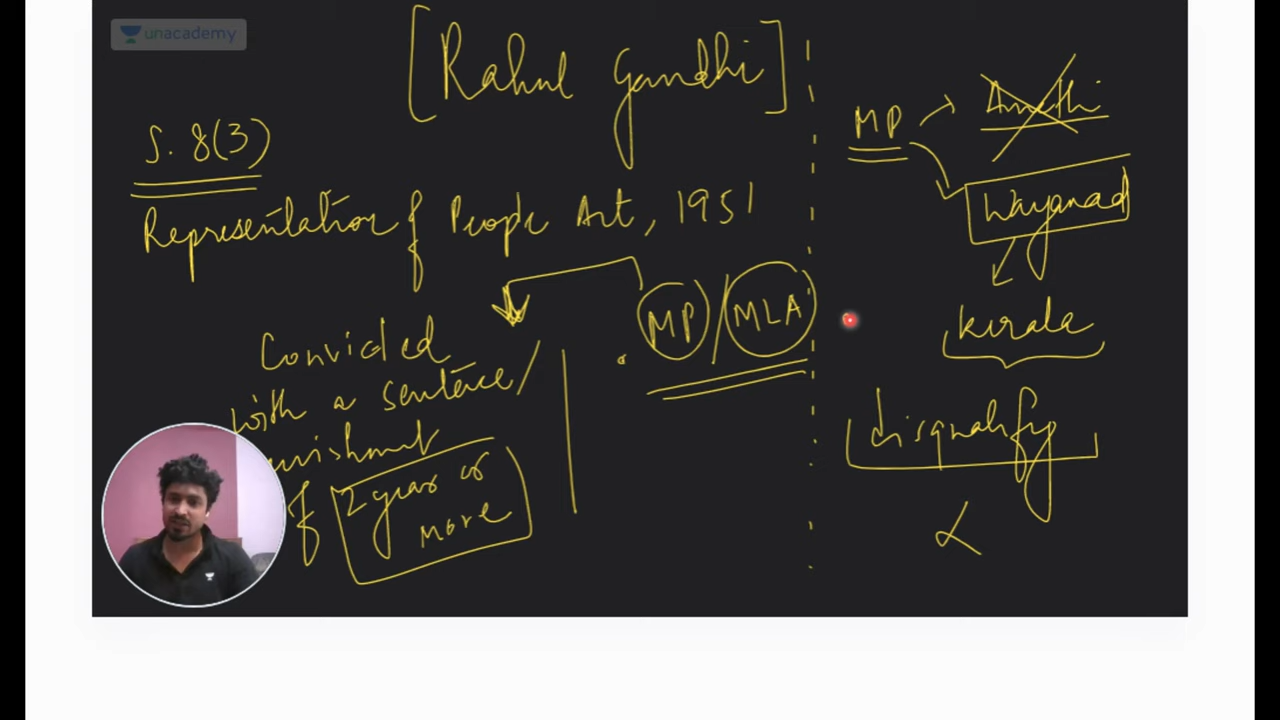 unacademy
[Rahul Gandhi]
S. 8(3)
Representation of People Act, 1951
MP/MLA
Convicted
with a sentence/
punishment
of 2 year or
more
MP → Amethi
Wayanad
Kerala
disqualify